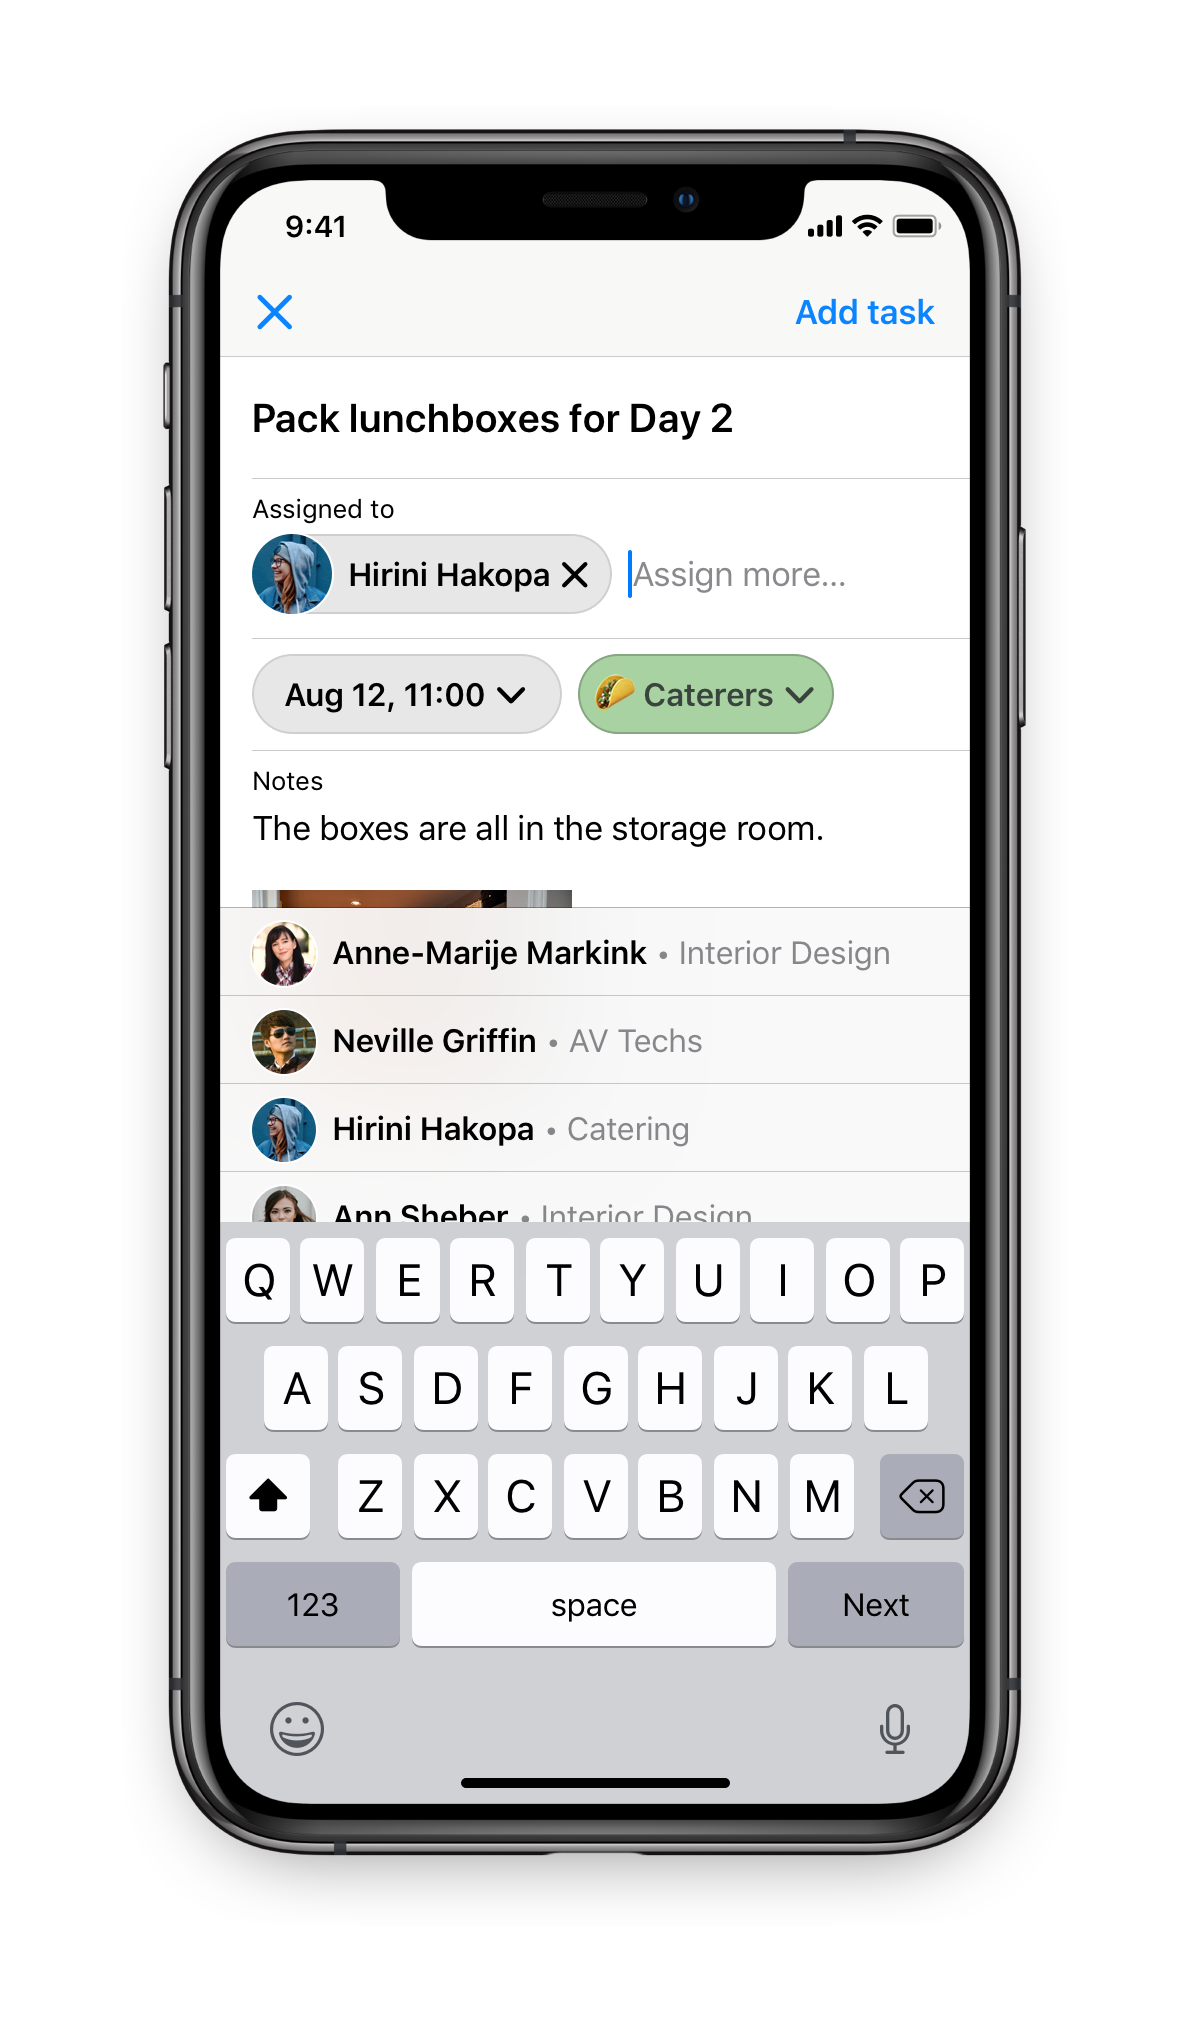 9:41
Add task
Pack lunchboxes for Day 2
Assigned to
Hirini Hakopa Assign more...
Aug 12, 11:00 Caterers
Notes
The boxes are all in the storage room.
Anne-Marije Markink • Interior Design
Neville Griffin • AV Techs
Hirini Hakopa • Catering
Ann Sheber • Interior Design
Q W E R T Y U I O P
A S D F G H J K L
Z X C V B N M
123 space Next